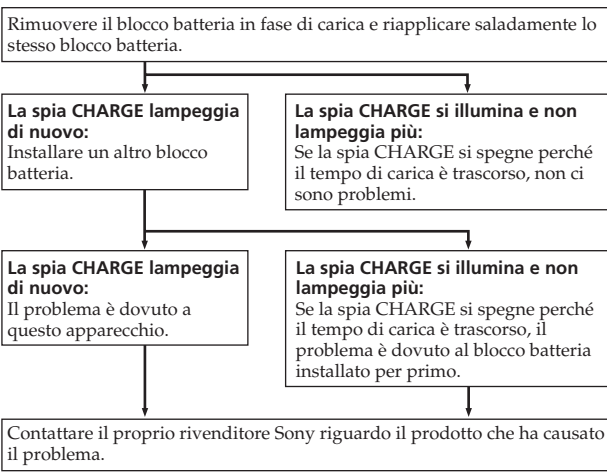 Rimuovere il blocco batteria in fase di carica e riapplicare saladamente lo
stesso blocco batteria.
La spia CHARGE lampeggia
di nuovo:
Installare un altro blocco
batteria.
La spia CHARGE si illumina e non
lampeggia più:
Se la spia CHARGE si spegne perché
il tempo di carica è trascorso, non ci
sono problemi.
La spia CHARGE lampeggia
di nuovo:
Il problema è dovuto a
questo apparecchio.
La spia CHARGE si illumina e non
lampeggia più:
Se la spia CHARGE si spegne perché
il tempo di carica è trascorso, il
problema è dovuto al blocco batteria
installato per primo.
Contattare il proprio rivenditore Sony riguardo il prodotto che ha causato
il problema.